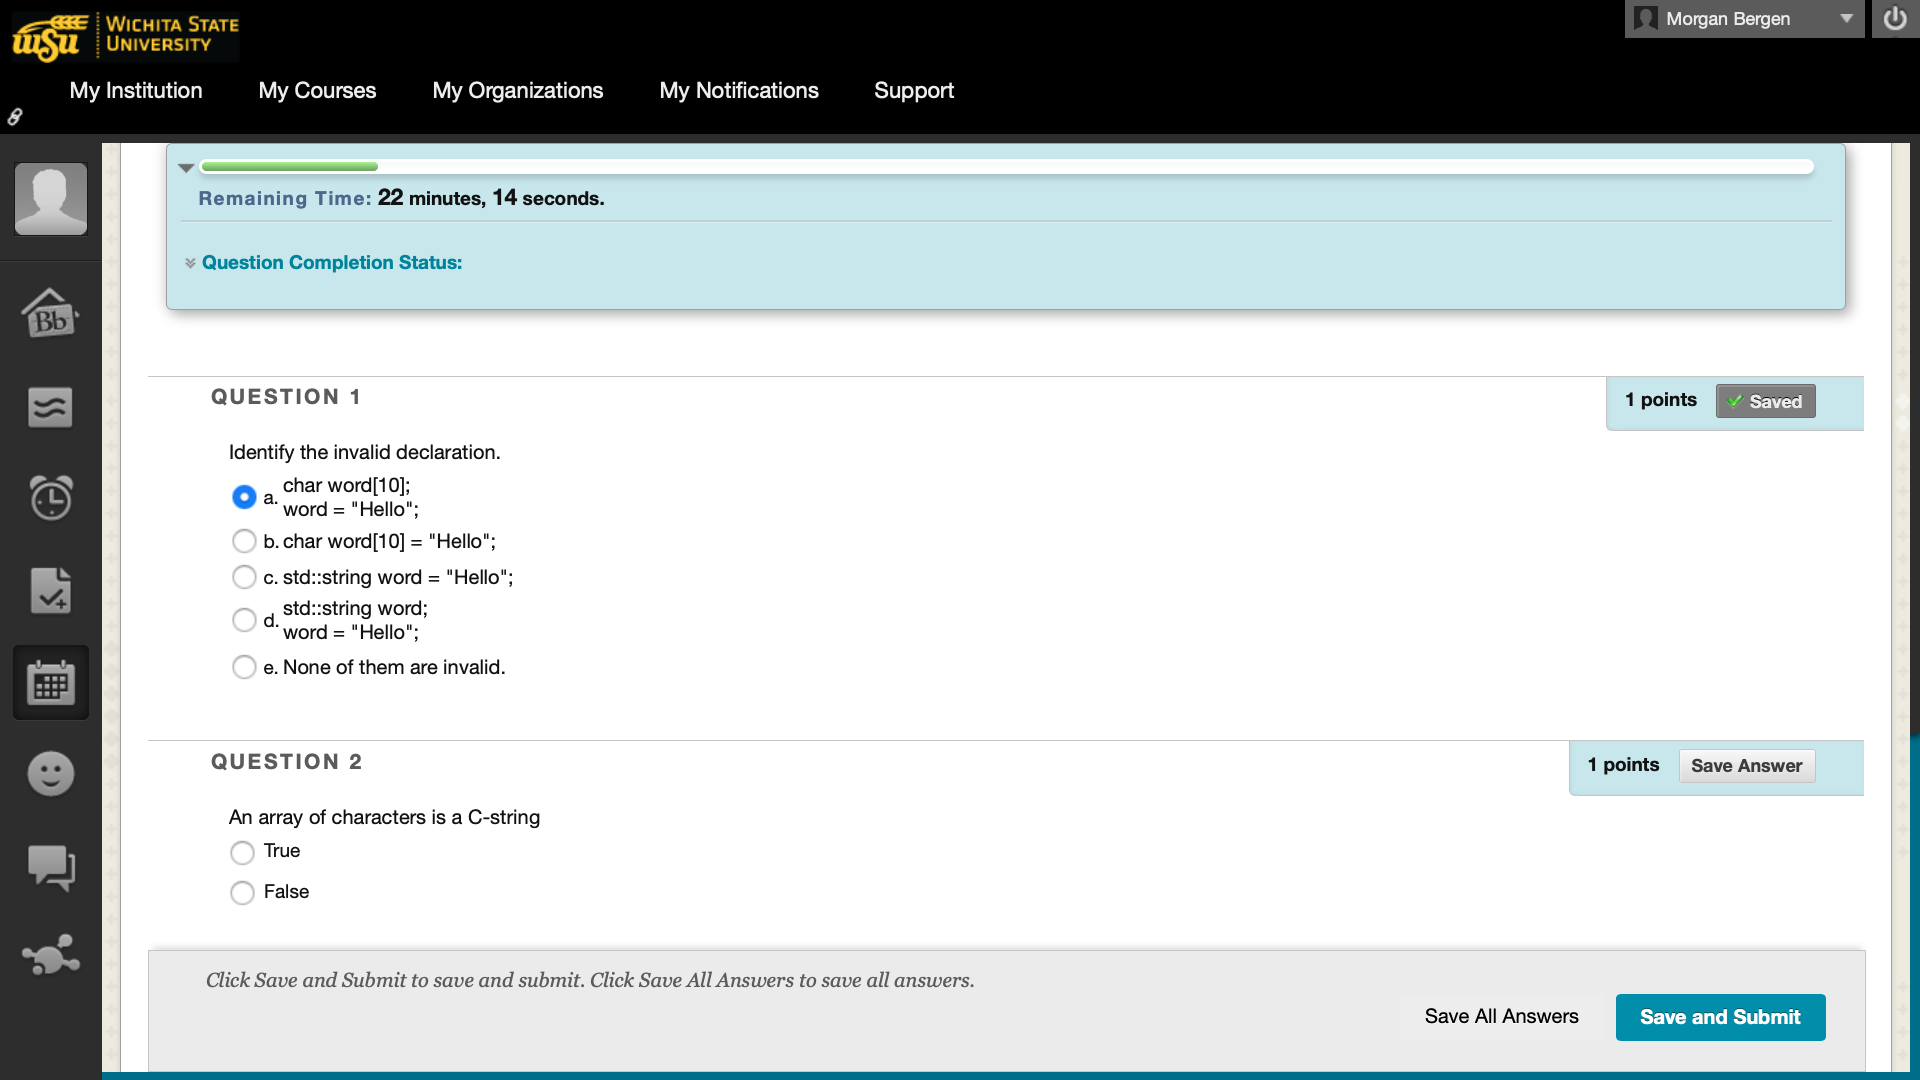 WSU
WICHITA STATE
UNIVERSITY
Morgan Bergen
My Institution
My Courses
My Organizations
My Notifications
Support
Remaining Time: 22 minutes, 14 seconds.
Question Completion Status:
Bb
QUESTION 1
1 points
Saved
Identify the invalid declaration.
a. char word[10];
word = "Hello";
b. char word[10] = "Hello";
c. std::string word = "Hello";
d. std::string word;
word = "Hello";
e. None of them are invalid.
QUESTION 2
1 points
Save Answer
An array of characters is a C-string
True
False
Click Save and Submit to save and submit. Click Save All Answers to save all answers.
Save All Answers
Save and Submit